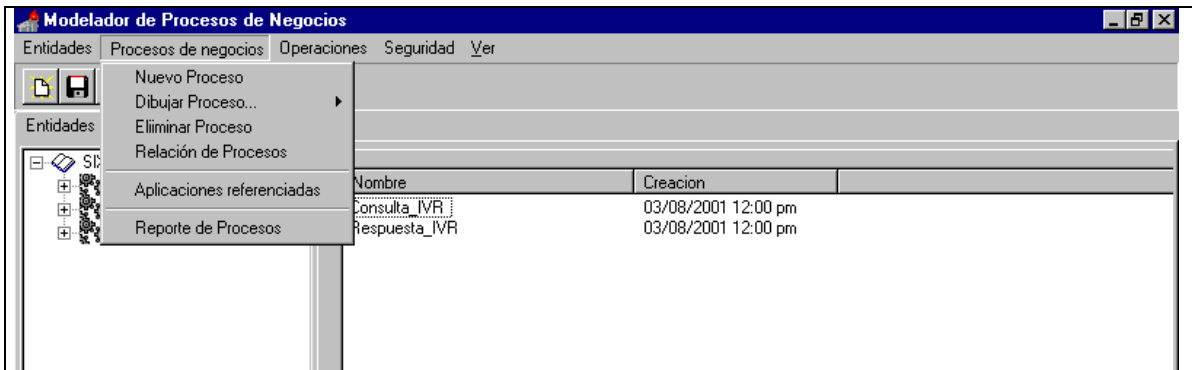 Modelador de Procesos de Negocios
Entidades Procesos de negocios Operaciones Seguridad Ver
Nuevo Proceso
Dibujar Proceso...
Eliiminar Proceso
Relación de Procesos
Aplicaciones referenciadas
Reporte de Procesos
Entidades
Nombre Creacion
Consulta_IVR 03/08/2001 12:00 pm
Respuesta_IVR 03/08/2001 12:00 pm